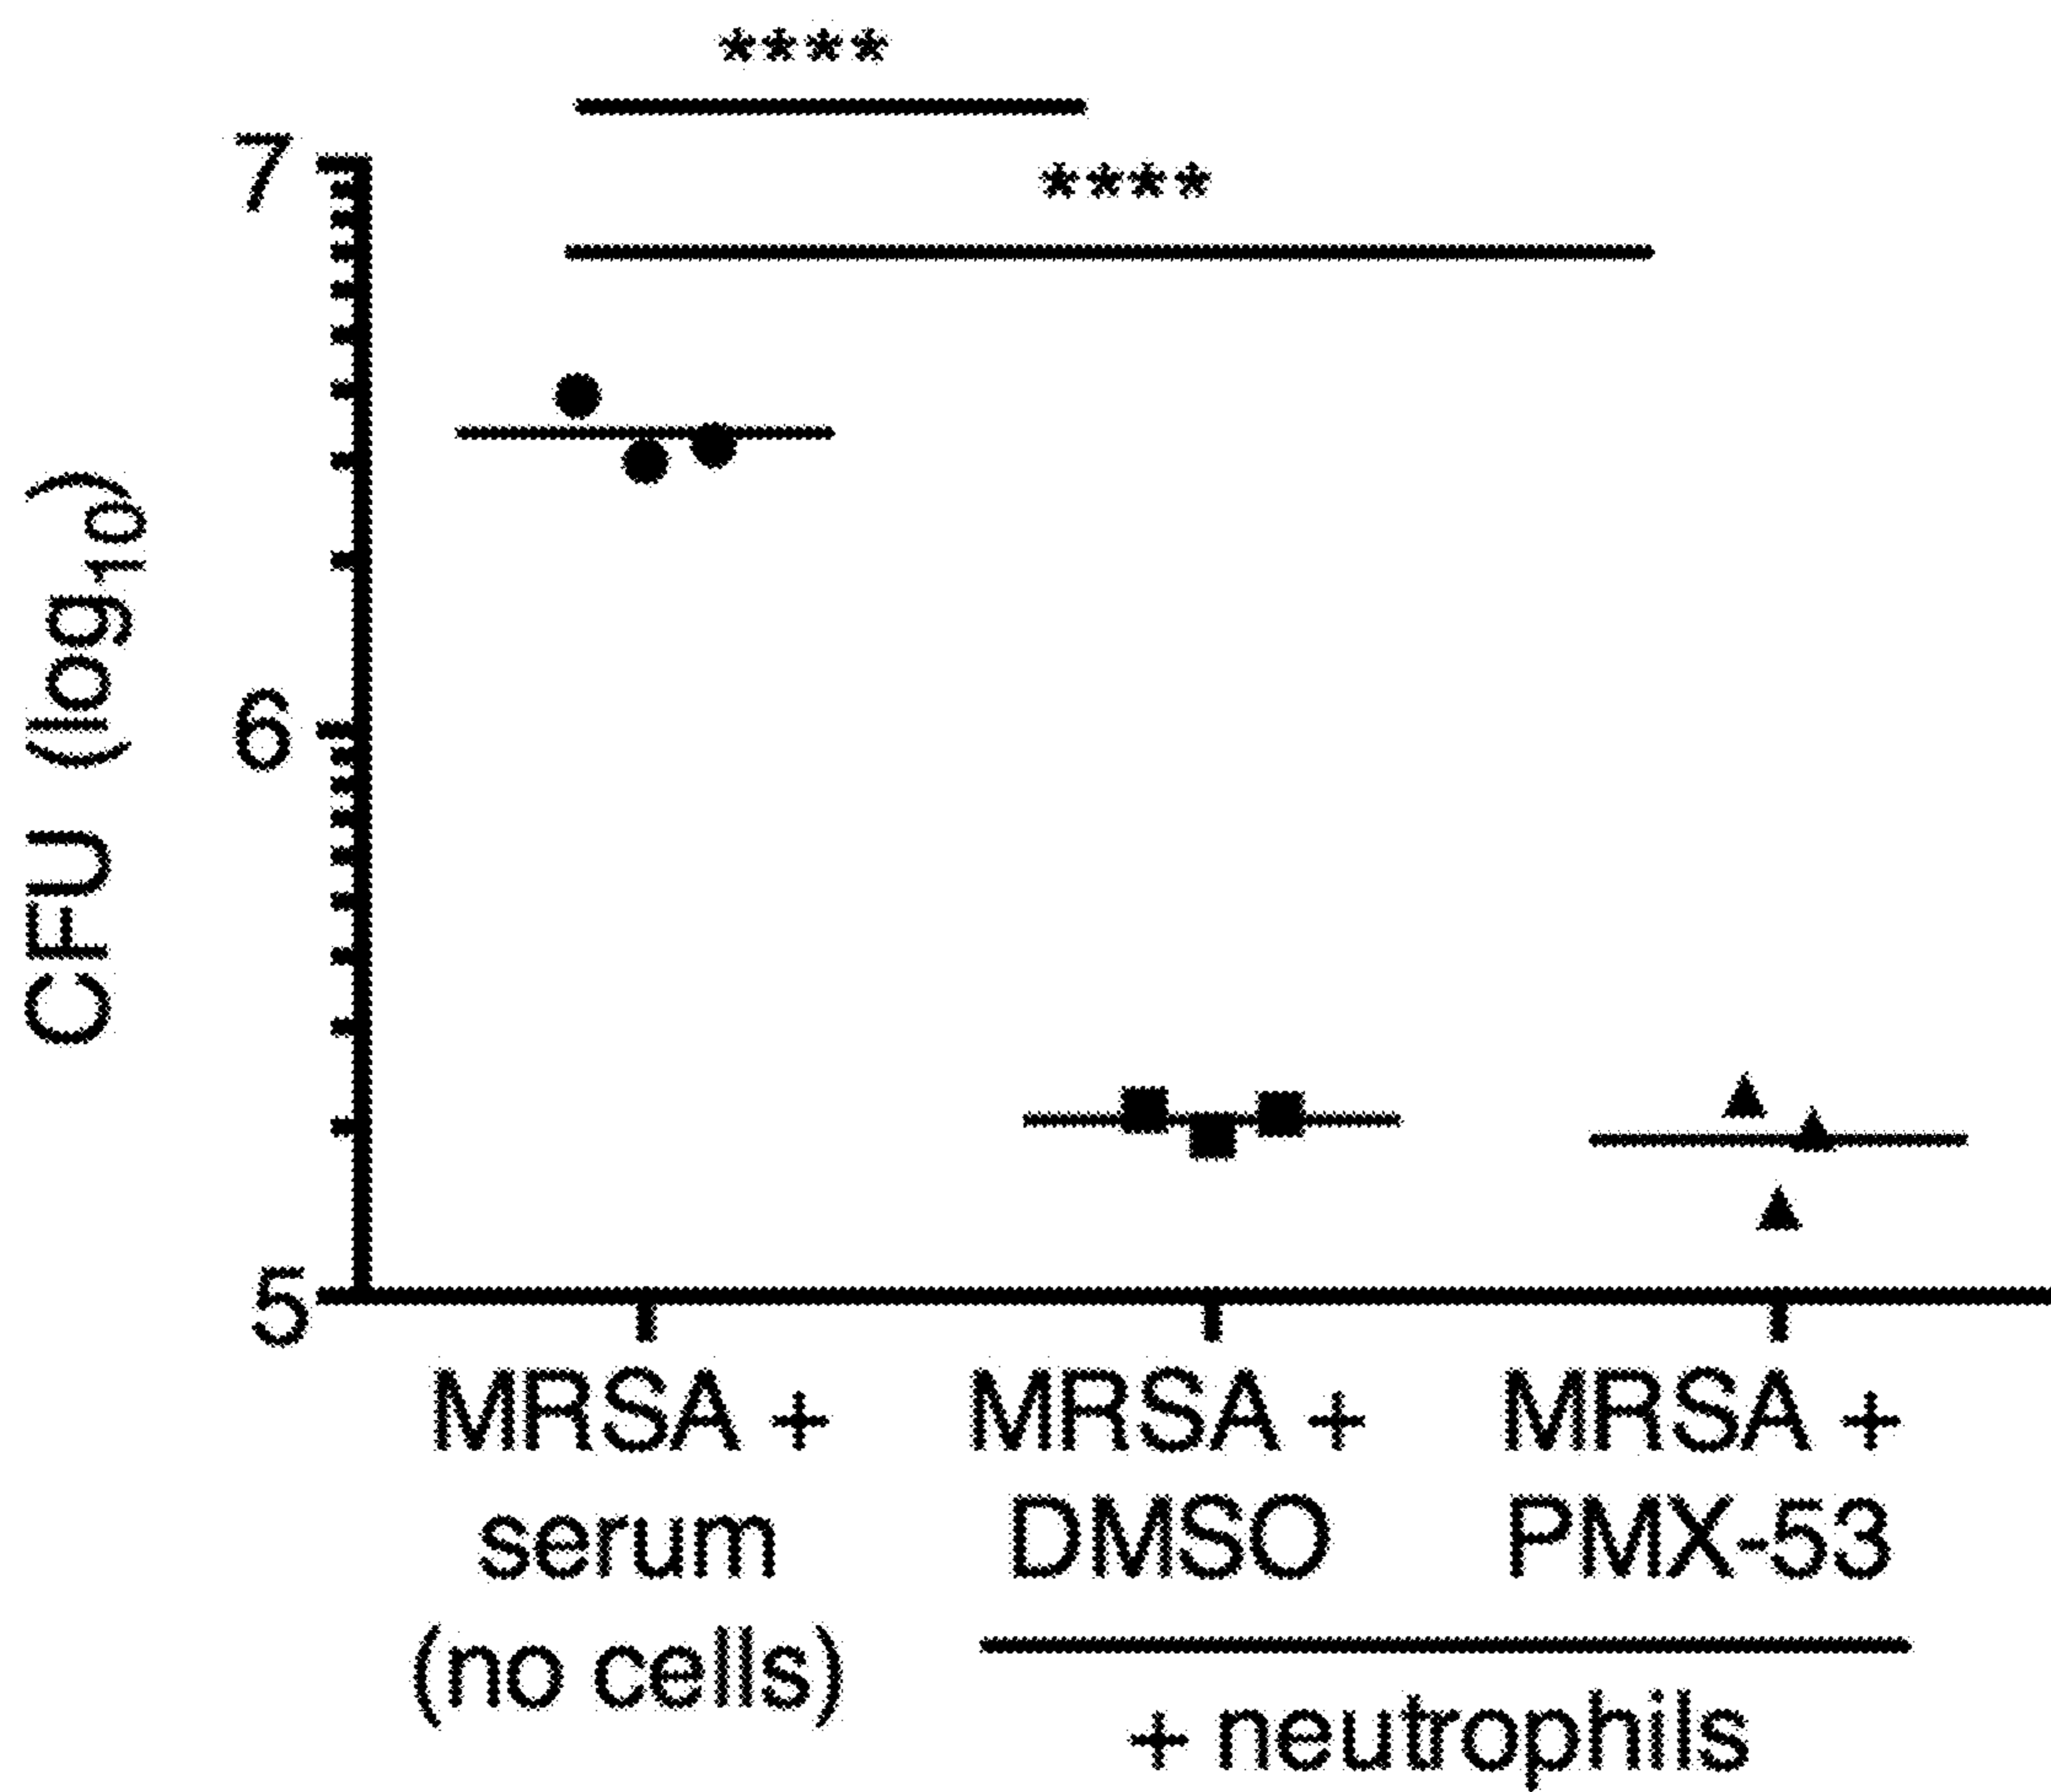 ****
****
7
6
5
CFU (log₁₀)
MRSA +
serum
(no cells)
MRSA +
DMSO
MRSA +
PMX-53
+ neutrophils